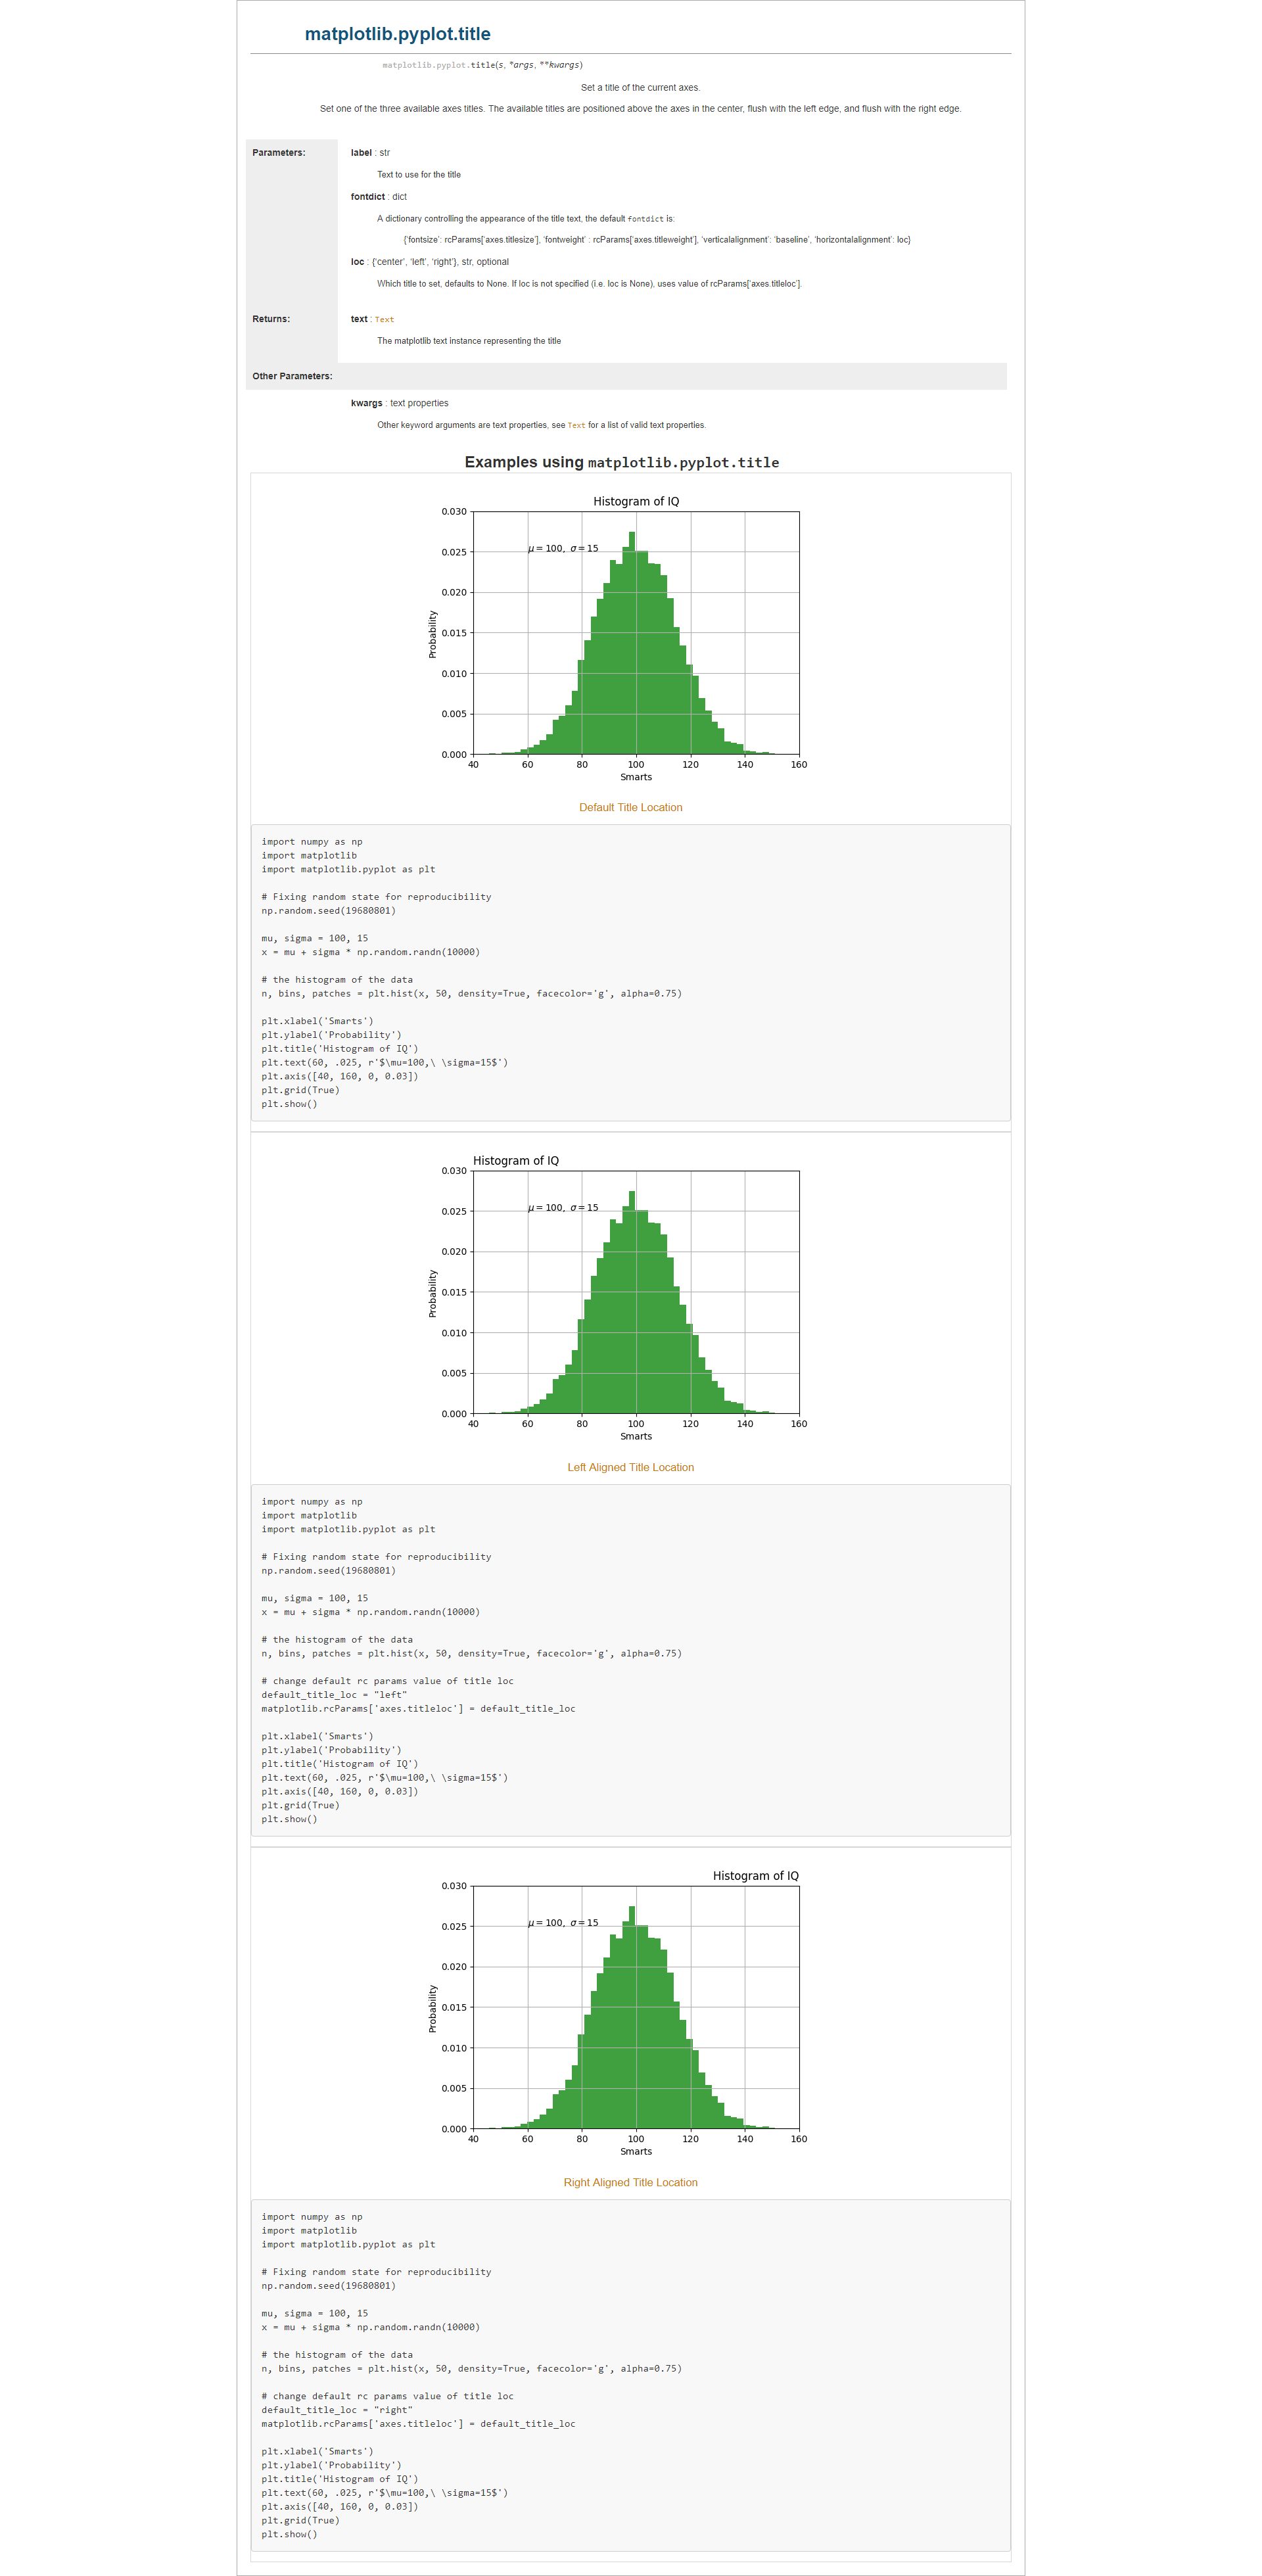 matplotlib.pyplot.title
matplotlib.pyplot.title(s, *args, **kwargs)
Set a title of the current axes.
Set one of the three available axes titles. The available titles are positioned above the axes in the center, flush with the left edge, and flush with the right edge.
Parameters:
label : str
Text to use for the title
fontdict : dict
A dictionary controlling the appearance of the title text, the default fontdict is:
{'fontsize': rcParams['axes.titlesize'], 'fontweight' : rcParams['axes.titleweight'], 'verticalalignment': 'baseline', 'horizontalalignment': loc}
loc : {'center', 'left', 'right'}, str, optional
Which title to set, defaults to None. If loc is not specified (i.e. loc is None), uses value of rcParams['axes.titleloc'].
Returns:
text : Text
The matplotlib text instance representing the title
Other Parameters:
kwargs : text properties
Other keyword arguments are text properties, see Text for a list of valid text properties.
Examples using matplotlib.pyplot.title
Histogram of IQ
0.030
0.025
0.020
0.015
0.010
0.005
0.000
Probability
μ = 100, σ = 15
40 60 80 100 120 140 160
Smarts
Default Title Location
import numpy as np
import matplotlib
import matplotlib.pyplot as plt
# Fixing random state for reproducibility
np.random.seed(19680801)
mu, sigma = 100, 15
x = mu + sigma * np.random.randn(10000)
# the histogram of the data
n, bins, patches = plt.hist(x, 50, density=True, facecolor='g', alpha=0.75)
plt.xlabel('Smarts')
plt.ylabel('Probability')
plt.title('Histogram of IQ')
plt.text(60, .025, r'$\mu=100,\ \sigma=15$')
plt.axis([40, 160, 0, 0.03])
plt.grid(True)
plt.show()
Histogram of IQ
0.030
0.025
0.020
0.015
0.010
0.005
0.000
Probability
μ = 100, σ = 15
40 60 80 100 120 140 160
Smarts
Left Aligned Title Location
import numpy as np
import matplotlib
import matplotlib.pyplot as plt
# Fixing random state for reproducibility
np.random.seed(19680801)
mu, sigma = 100, 15
x = mu + sigma * np.random.randn(10000)
# the histogram of the data
n, bins, patches = plt.hist(x, 50, density=True, facecolor='g', alpha=0.75)
# change default rc params value of title loc
default_title_loc = "left"
matplotlib.rcParams['axes.titleloc'] = default_title_loc
plt.xlabel('Smarts')
plt.ylabel('Probability')
plt.title('Histogram of IQ')
plt.text(60, .025, r'$\mu=100,\ \sigma=15$')
plt.axis([40, 160, 0, 0.03])
plt.grid(True)
plt.show()
Histogram of IQ
0.030
0.025
0.020
0.015
0.010
0.005
0.000
Probability
μ = 100, σ = 15
40 60 80 100 120 140 160
Smarts
Right Aligned Title Location
import numpy as np
import matplotlib
import matplotlib.pyplot as plt
# Fixing random state for reproducibility
np.random.seed(19680801)
mu, sigma = 100, 15
x = mu + sigma * np.random.randn(10000)
# the histogram of the data
n, bins, patches = plt.hist(x, 50, density=True, facecolor='g', alpha=0.75)
# change default rc params value of title loc
default_title_loc = "right"
matplotlib.rcParams['axes.titleloc'] = default_title_loc
plt.xlabel('Smarts')
plt.ylabel('Probability')
plt.title('Histogram of IQ')
plt.text(60, .025, r'$\mu=100,\ \sigma=15$')
plt.axis([40, 160, 0, 0.03])
plt.grid(True)
plt.show()